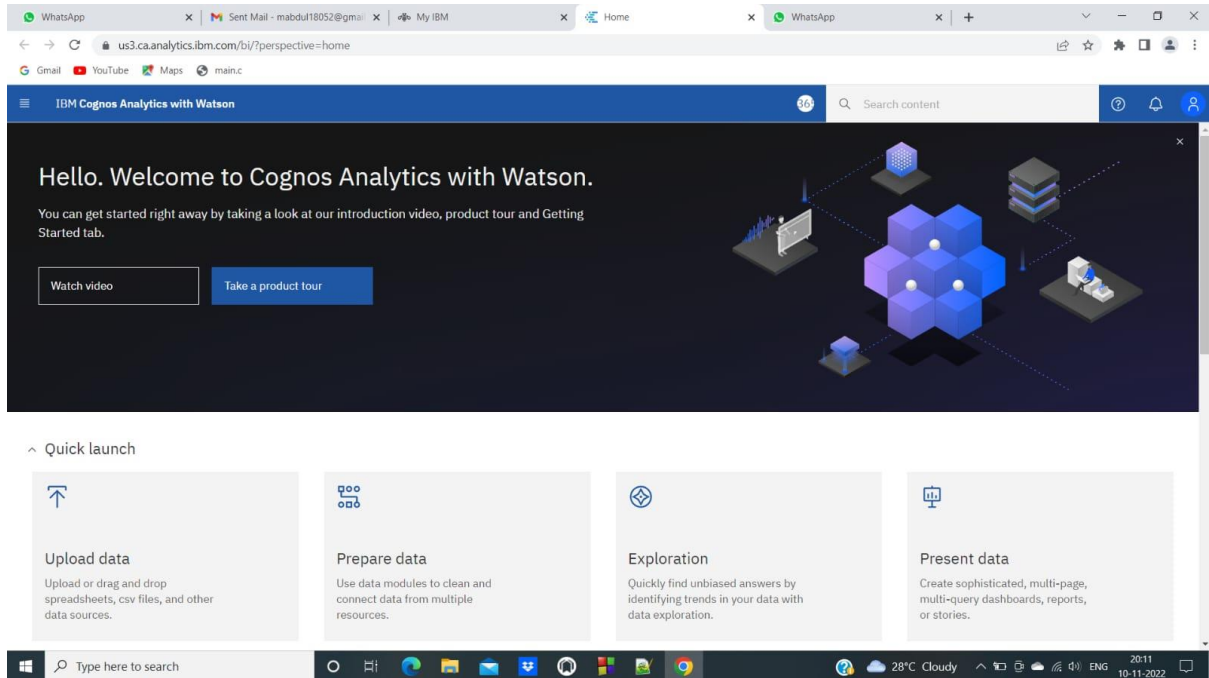 WhatsApp
Sent Mail - mabdul18052@gmai
My IBM
Home
WhatsApp
us3.ca.analytics.ibm.com/bi/?perspective=home
Gmail
YouTube
Maps
main.c
IBM Cognos Analytics with Watson
Search content
Hello. Welcome to Cognos Analytics with Watson.
You can get started right away by taking a look at our introduction video, product tour and Getting
Started tab.
Watch video
Take a product tour
Quick launch
Upload data
Upload or drag and drop
spreadsheets, csv files, and other
data sources.
Prepare data
Use data modules to clean and
connect data from multiple
resources.
Exploration
Quickly find unbiased answers by
identifying trends in your data with
data exploration.
Present data
Create sophisticated, multi-page,
multi-query dashboards, reports,
or stories.
Type here to search
28°C Cloudy
ENG
20:11
10-11-2022